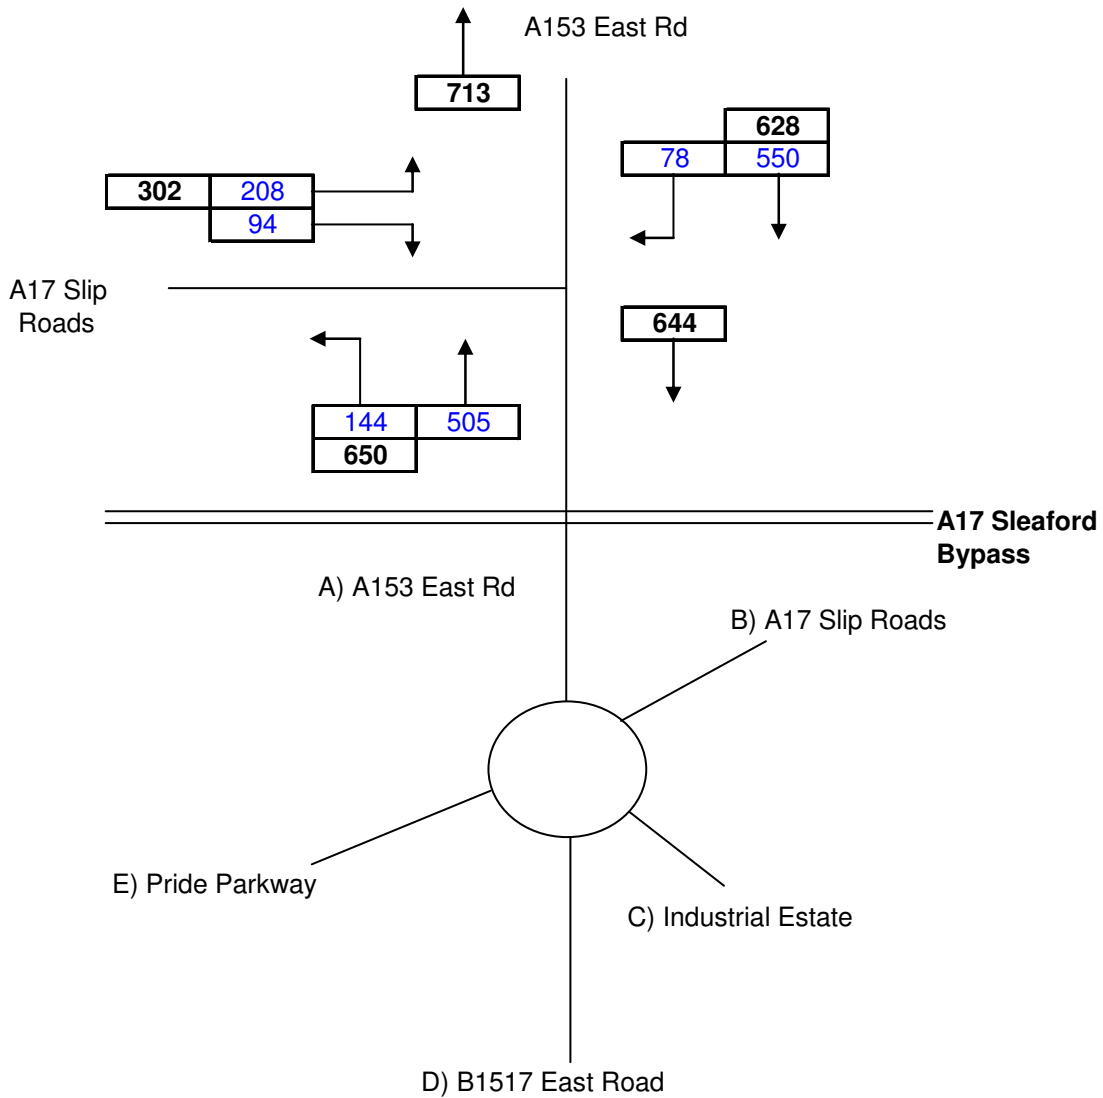 A153 East Rd
713
628
78 550
302 208
94
A17 Slip
Roads
644
144 505
650
A17 Sleaford
Bypass
A) A153 East Rd
B) A17 Slip Roads
E) Pride Parkway
C) Industrial Estate
D) B1517 East Road